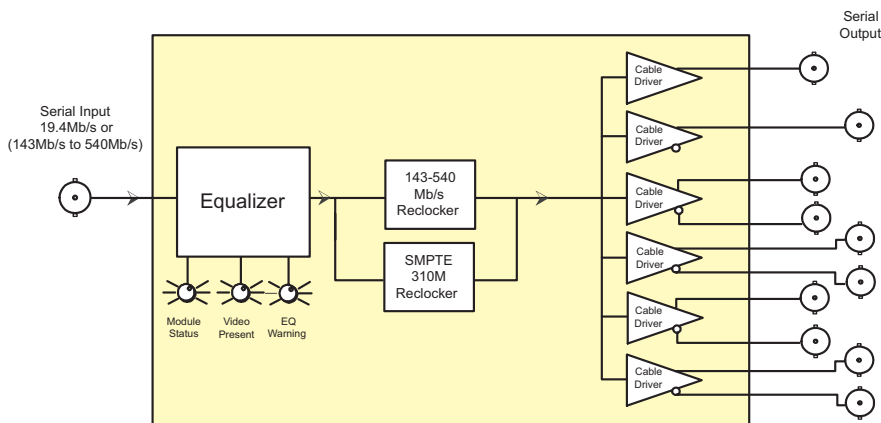 Serial
Output
Serial Input
19.4Mb/s or
(143Mb/s to 540Mb/s)
Equalizer
143-540
Mb/s
Reclocker
SMPTE
310M
Reclocker
Module
Status
Video
Present
EQ
Warning
Cable
Driver
Cable
Driver
Cable
Driver
Cable
Driver
Cable
Driver
Cable
Driver